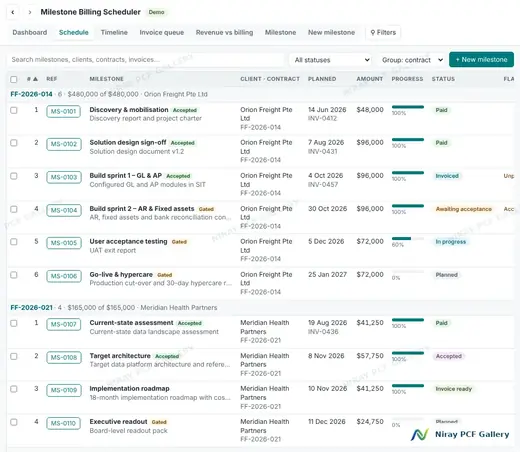 Milestone Billing Scheduler Demo
Dashboard Schedule Timeline Invoice queue Revenue vs billing Milestone New milestone Filters
Search milestones, clients, contracts, invoices... All statuses Group: contract + New milestone
# ▲ REF MILESTONE CLIENT · CONTRACT PLANNED AMOUNT PROGRESS STATUS FLA
FF-2026-014 · 6 · $480,000 of $480,000 · Orion Freight Pte Ltd
1 MS-0101 Discovery & mobilisation Accepted Orion Freight Pte 14 Jun 2026 $48,000 Paid
Discovery report and project charter Ltd INV-0412 100%
FF-2026-014
2 MS-0102 Solution design sign-off Accepted Orion Freight Pte 7 Aug 2026 $96,000 Paid
Solution design document v1.2 Ltd INV-0431 100%
FF-2026-014
3 MS-0103 Build sprint 1 – GL & AP Accepted Orion Freight Pte 4 Oct 2026 $96,000 Invoiced
Configured GL and AP modules in SIT Ltd INV-0457 100%
FF-2026-014
4 MS-0104 Build sprint 2 – AR & Fixed assets Gated Orion Freight Pte 30 Oct 2026 $96,000 Awaiting acceptance
AR, fixed assets and bank reconciliation con... Ltd 100%
FF-2026-014
5 MS-0105 User acceptance testing Gated Orion Freight Pte 5 Dec 2026 $72,000 In progress
UAT exit report Ltd 60%
FF-2026-014
6 MS-0106 Go-live & hypercare Gated Orion Freight Pte 25 Jan 2027 $72,000 Planned
Production cut-over and 30-day hypercare r... Ltd 0%
FF-2026-014
FF-2026-021 · 4 · $165,000 of $165,000 · Meridian Health Partners
1 MS-0107 Current-state assessment Accepted Meridian Health 19 Aug 2026 $41,250 Paid
Current-state data landscape assessment Partners INV-0436 100%
FF-2026-021
2 MS-0108 Target architecture Accepted Meridian Health 8 Nov 2026 $57,750 Accepted
Target data platform architecture and refere... Partners 100%
FF-2026-021
3 MS-0109 Implementation roadmap Meridian Health 10 Nov 2026 $41,250 Invoice ready
18-month implementation roadmap with cos... Partners 100%
FF-2026-021
4 MS-0110 Executive readout Gated Meridian Health 11 Dec 2026 $24,750 Planned
Board-level readout pack Partners 0%
FF-2026-021
Niray PCF Gallery